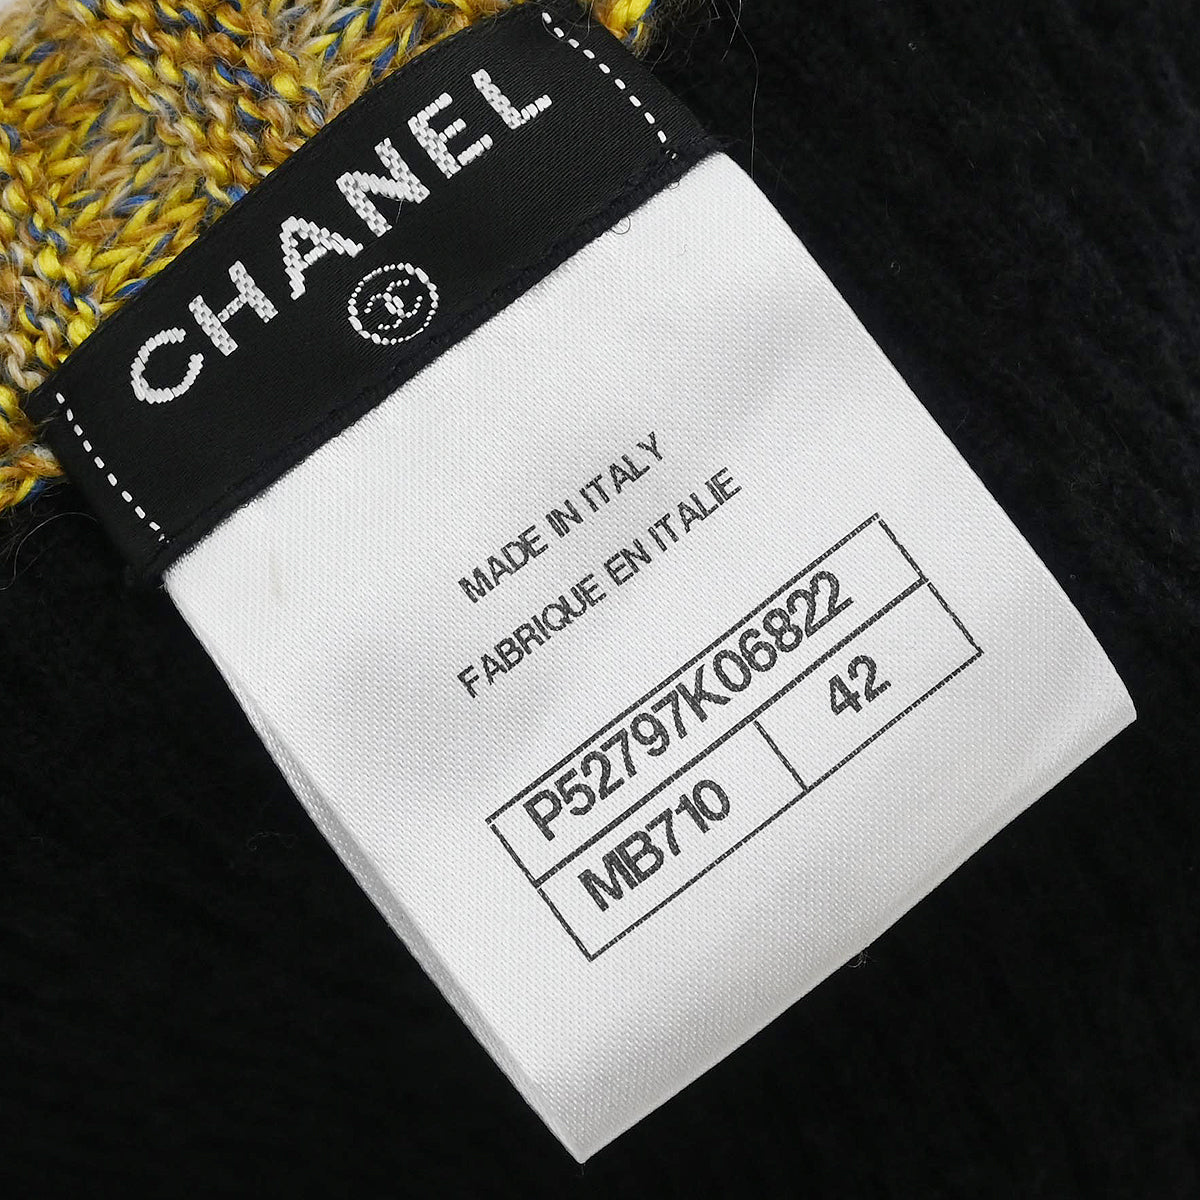 CHANEL
MADE IN ITALY
FABRIQUE EN ITALIE
P52797K06822
MB710 42